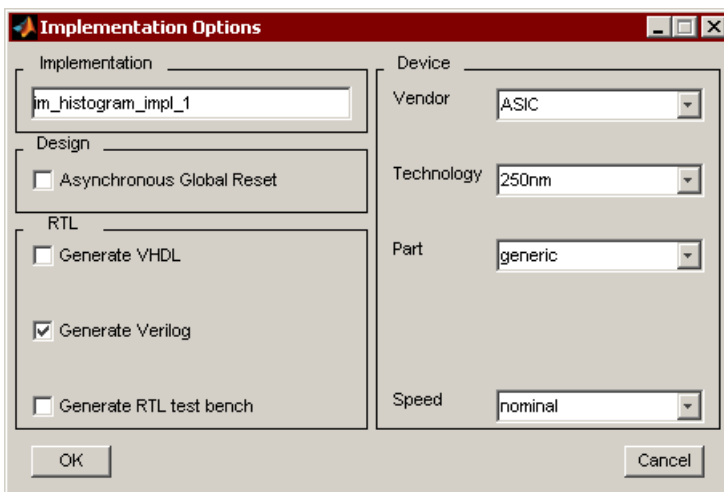 Implementation Options
Implementation
im_histogram_impl_1
Design
Asynchronous Global Reset
RTL
Generate VHDL
Generate Verilog
Generate RTL test bench
Device
Vendor
ASIC
Technology
250nm
Part
generic
Speed
nominal
OK
Cancel